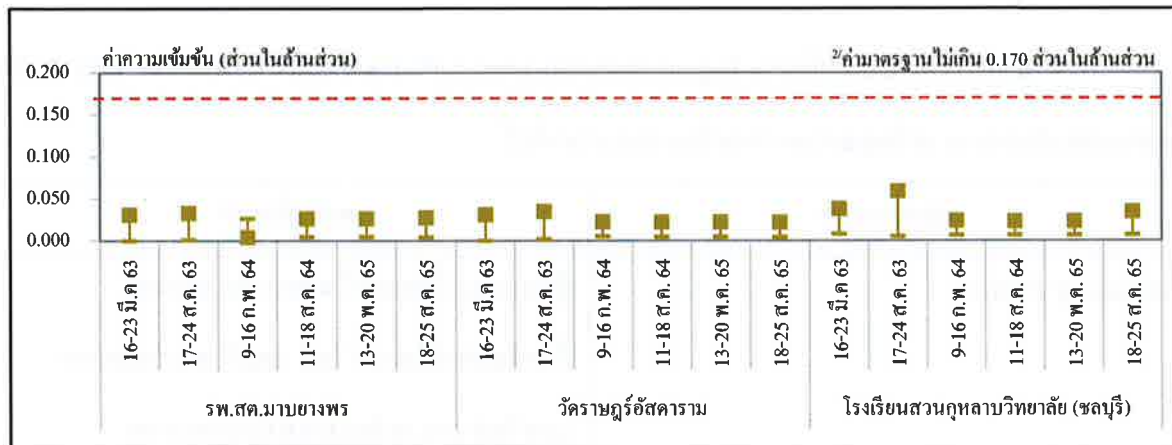 ค่าความเข้มข้น (ส่วนในล้านส่วน)
2/ค่ามาตรฐานไม่เกิน 0.170 ส่วนในล้านส่วน
0.200
0.150
0.100
0.050
0.000
16-23 มี.ค 63
17-24 ส.ค. 63
9-16 ก.พ. 64
11-18 ส.ค. 64
13-20 พ.ค. 65
18-25 ส.ค. 65
16-23 มี.ค 63
17-24 ส.ค. 63
9-16 ก.พ. 64
11-18 ส.ค. 64
13-20 พ.ค. 65
18-25 ส.ค. 65
16-23 มี.ค 63
17-24 ส.ค. 63
9-16 ก.พ. 64
11-18 ส.ค. 64
13-20 พ.ค. 65
18-25 ส.ค. 65
รพ.สต.มาบยางพร
วัดราษฎร์อัสดาราม
โรงเรียนสวนกุหลาบวิทยาลัย (ชลบุรี)